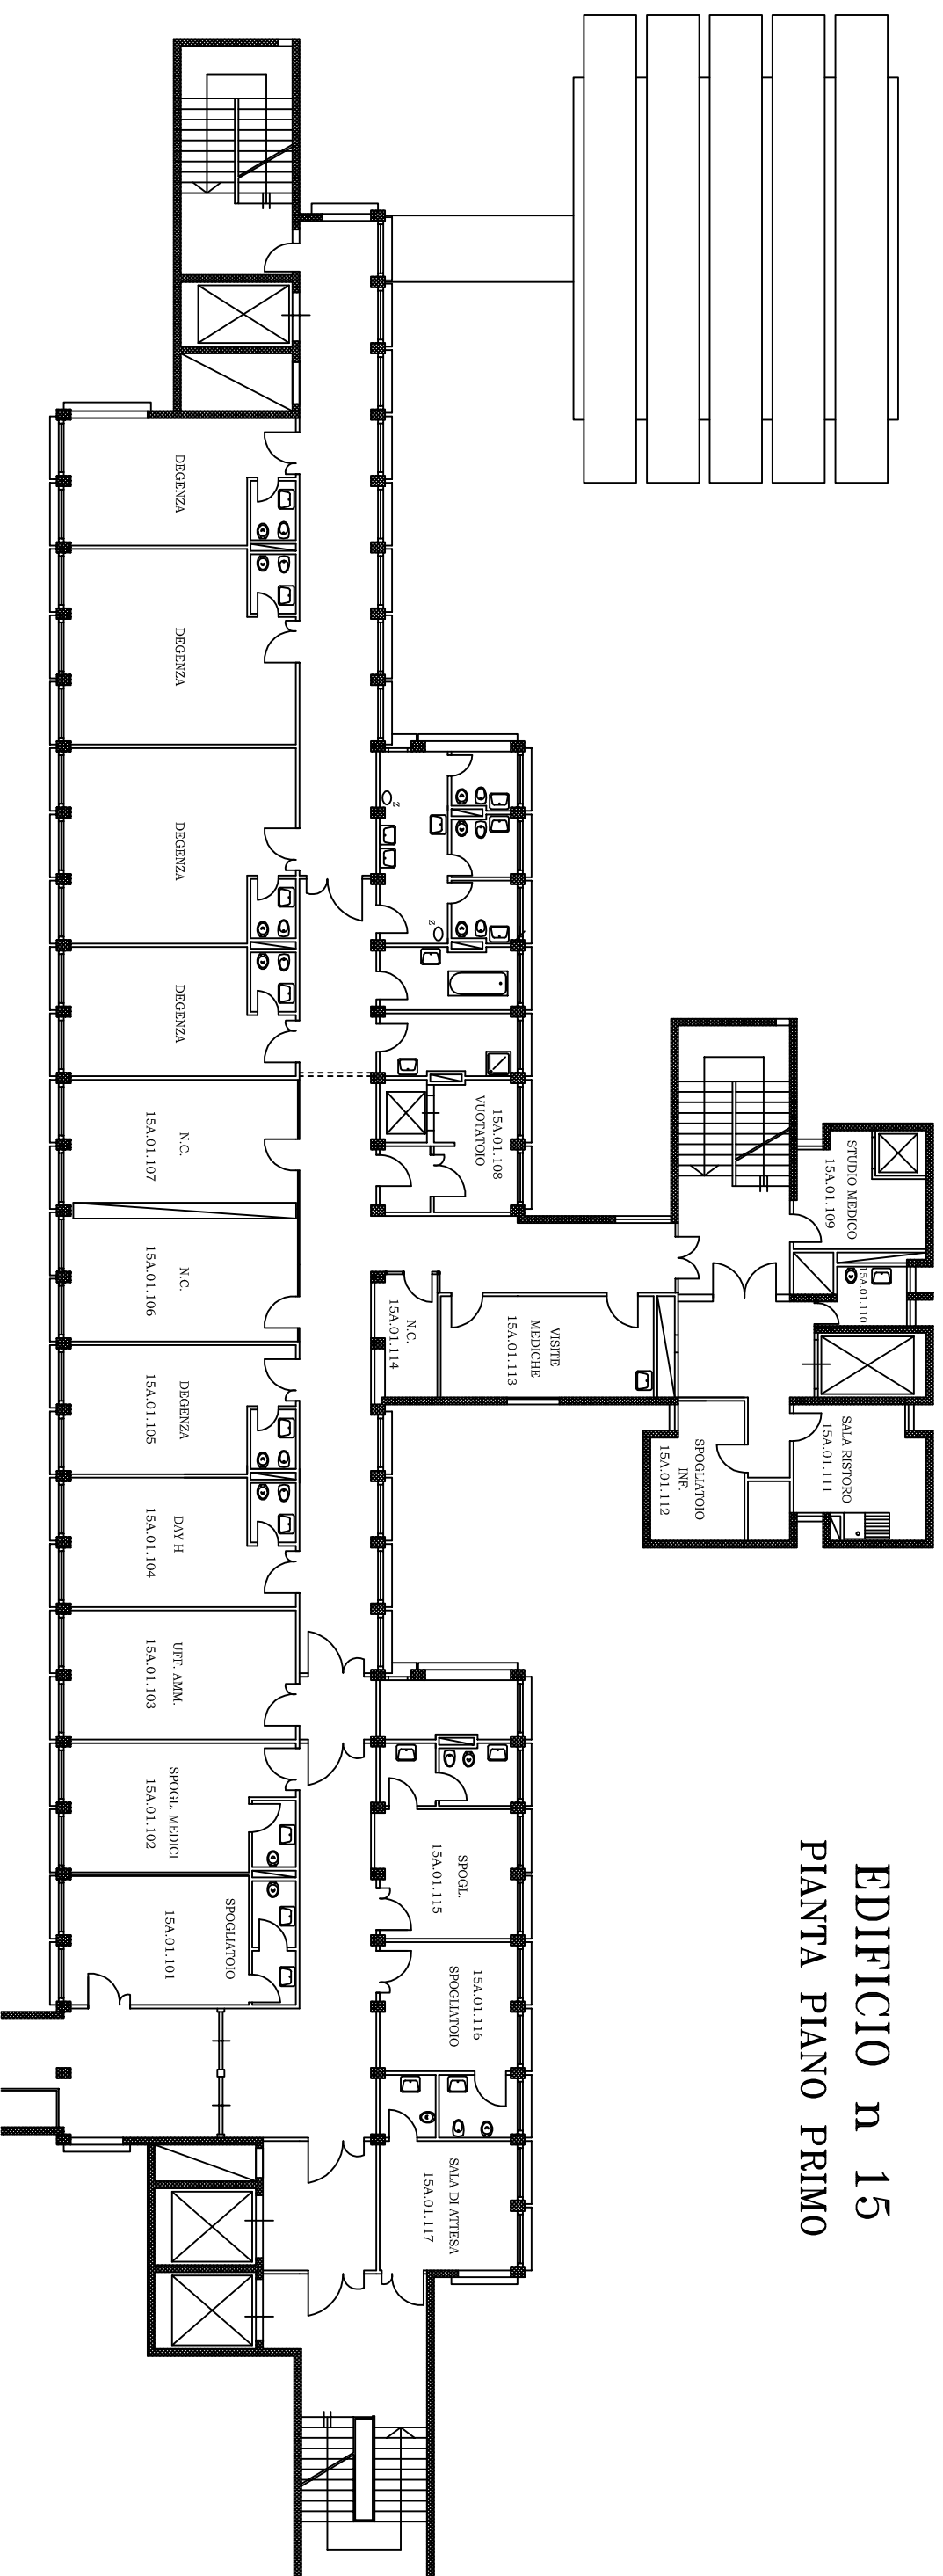 EDIFICIO n 15
PIANTA PIANO PRIMO
STUDIO MEDICO
15A.01.109
15A.01.110
SALA RISTORO
15A.01.111
SPOGLIATOIO
INF.
15A.01.112
VISITE
MEDICHE
15A.01.113
N.C.
15A.01.114
15A.01.108
VUOTATOIO
z
z
SPOGL.
15A.01.115
15A.01.116
SPOGLIATOIO
SALA DI ATTESA
15A.01.117
DEGENZA
DEGENZA
DEGENZA
DEGENZA
N.C.
15A.01.107
N.C.
15A.01.106
DEGENZA
15A.01.105
DAY H
15A.01.104
UFF. AMM.
15A.01.103
SPOGL. MEDICI
15A.01.102
SPOGLIATOIO
15A.01.101